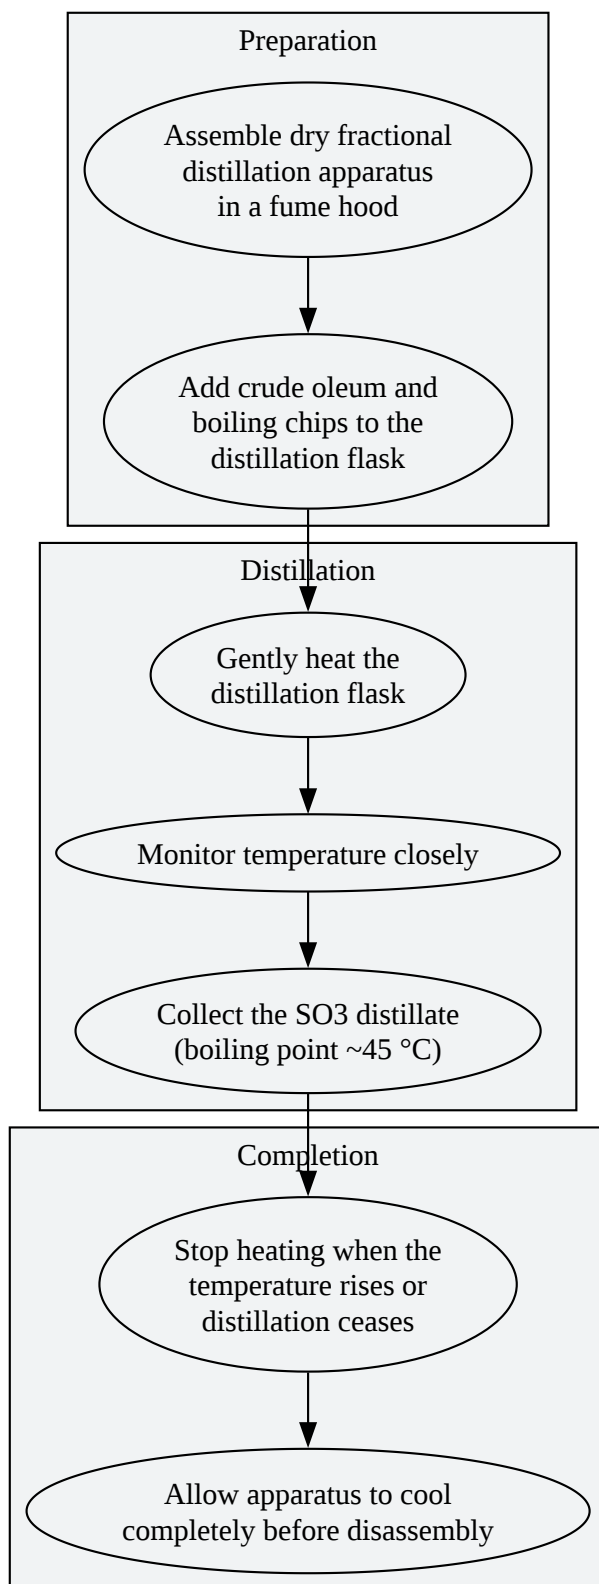 Preparation
Assemble dry fractional
distillation apparatus
in a fume hood
Add crude oleum and
boiling chips to the
distillation flask
Distillation
Gently heat the
distillation flask
Monitor temperature closely
Collect the SO3 distillate
(boiling point ~45 °C)
Completion
Stop heating when the
temperature rises or
distillation ceases
Allow apparatus to cool
completely before disassembly